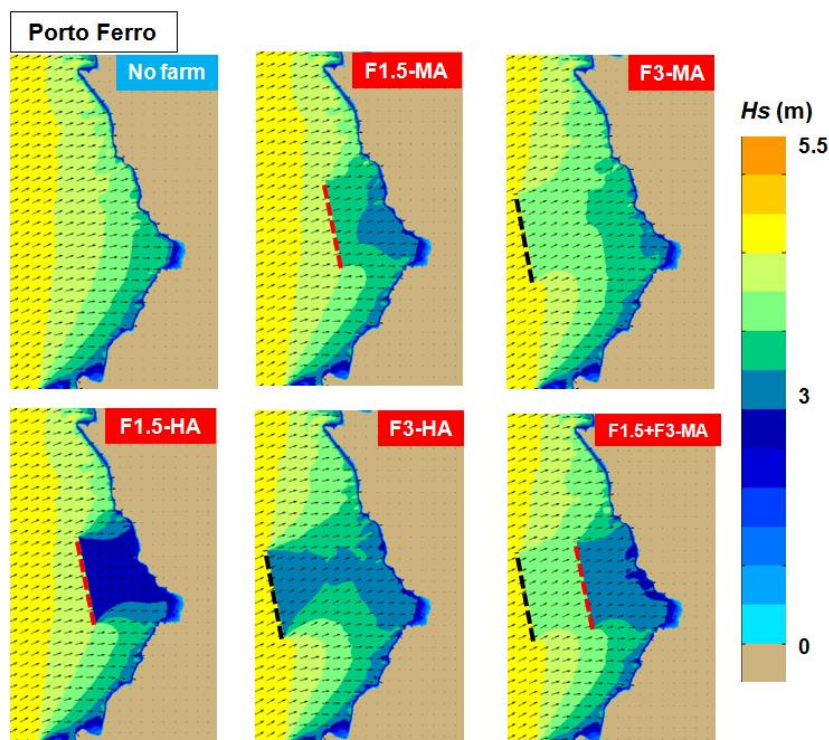 Porto Ferro
No farm
F1.5-MA
F3-MA
Hs (m)
5.5
3
0
F1.5-HA
F3-HA
F1.5+F3-MA